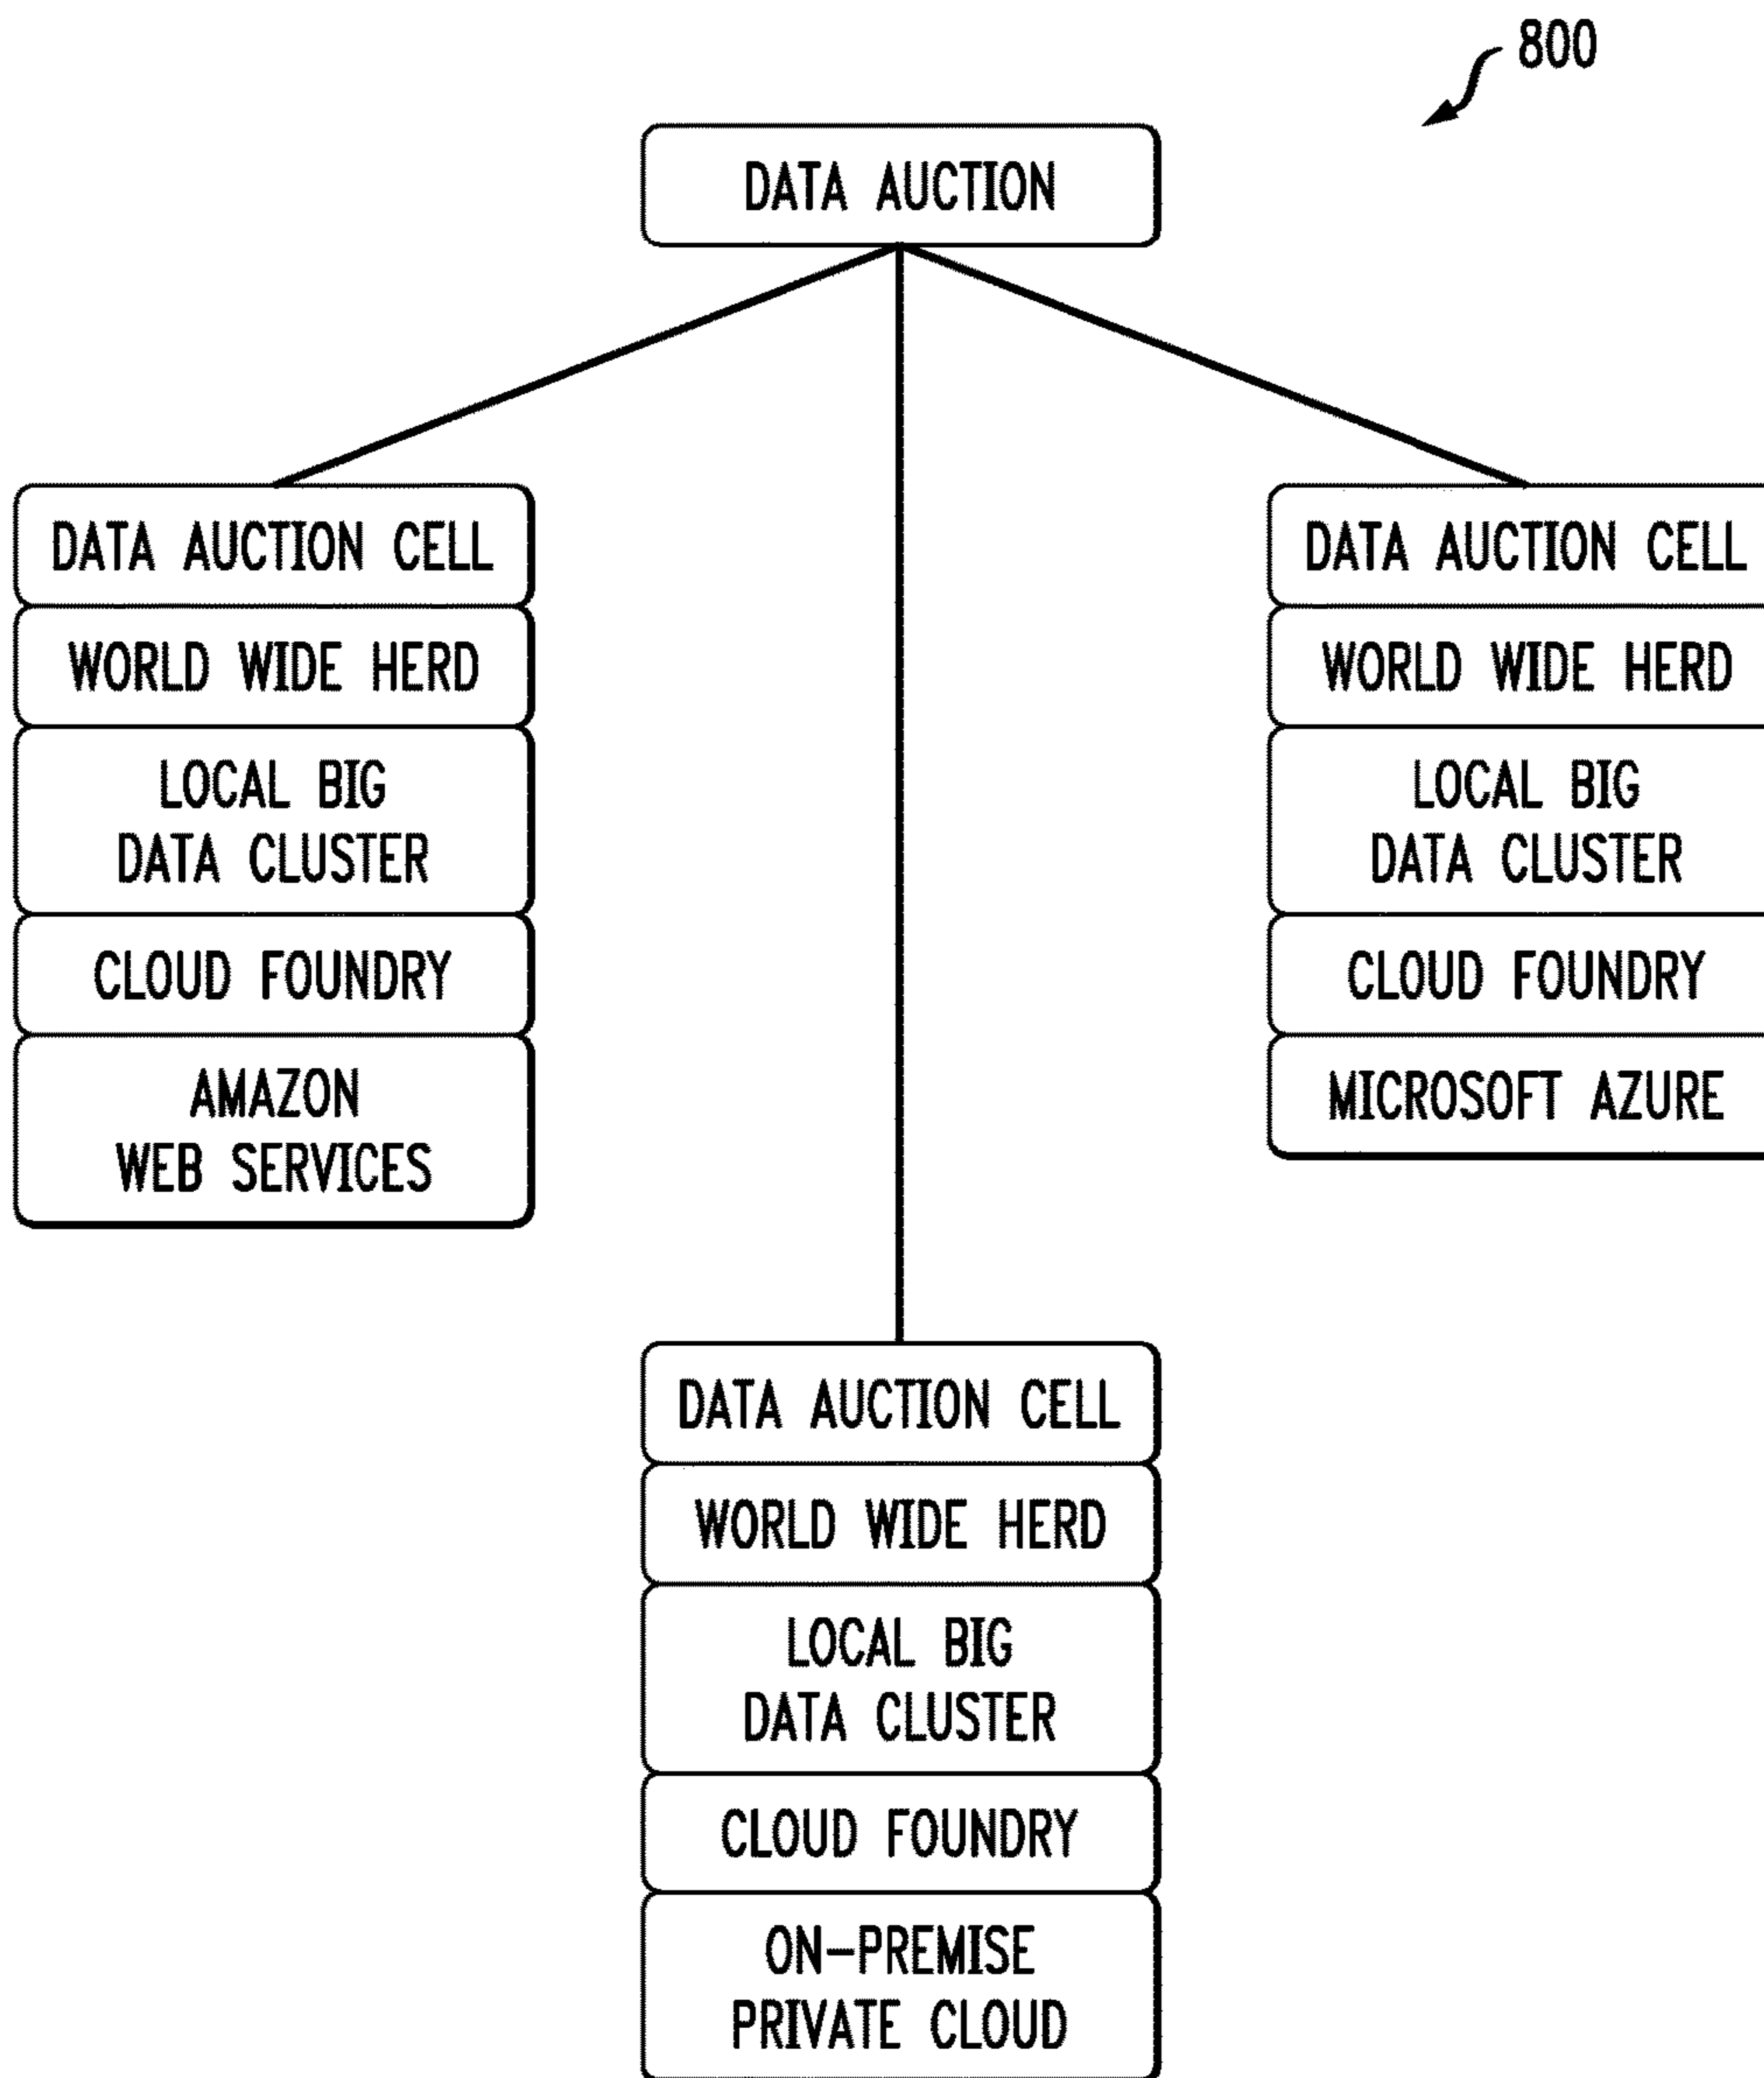 800
DATA AUCTION
DATA AUCTION CELL
WORLD WIDE HERD
LOCAL BIG
DATA CLUSTER
CLOUD FOUNDRY
AMAZON
WEB SERVICES
DATA AUCTION CELL
WORLD WIDE HERD
LOCAL BIG
DATA CLUSTER
CLOUD FOUNDRY
MICROSOFT AZURE
DATA AUCTION CELL
WORLD WIDE HERD
LOCAL BIG
DATA CLUSTER
CLOUD FOUNDRY
ON-PREMISE
PRIVATE CLOUD